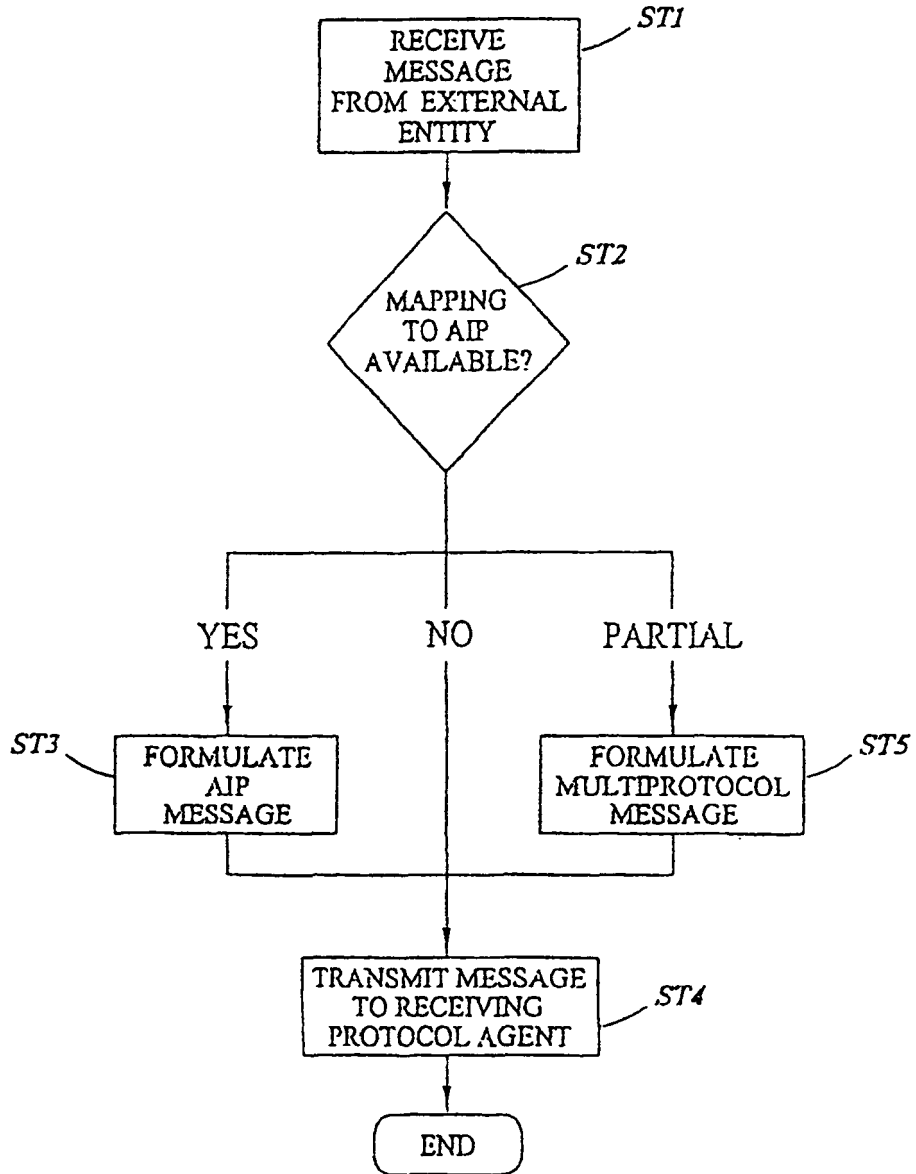 ST1
RECEIVE
MESSAGE
FROM EXTERNAL
ENTITY
ST2
MAPPING
TO AIP
AVAILABLE?
YES
NO
PARTIAL
ST3
FORMULATE
AIP
MESSAGE
FORMULATE
MULTIPROTOCOL
MESSAGE
ST5
TRANSMIT MESSAGE
TO RECEIVING
PROTOCOL AGENT
ST4
END